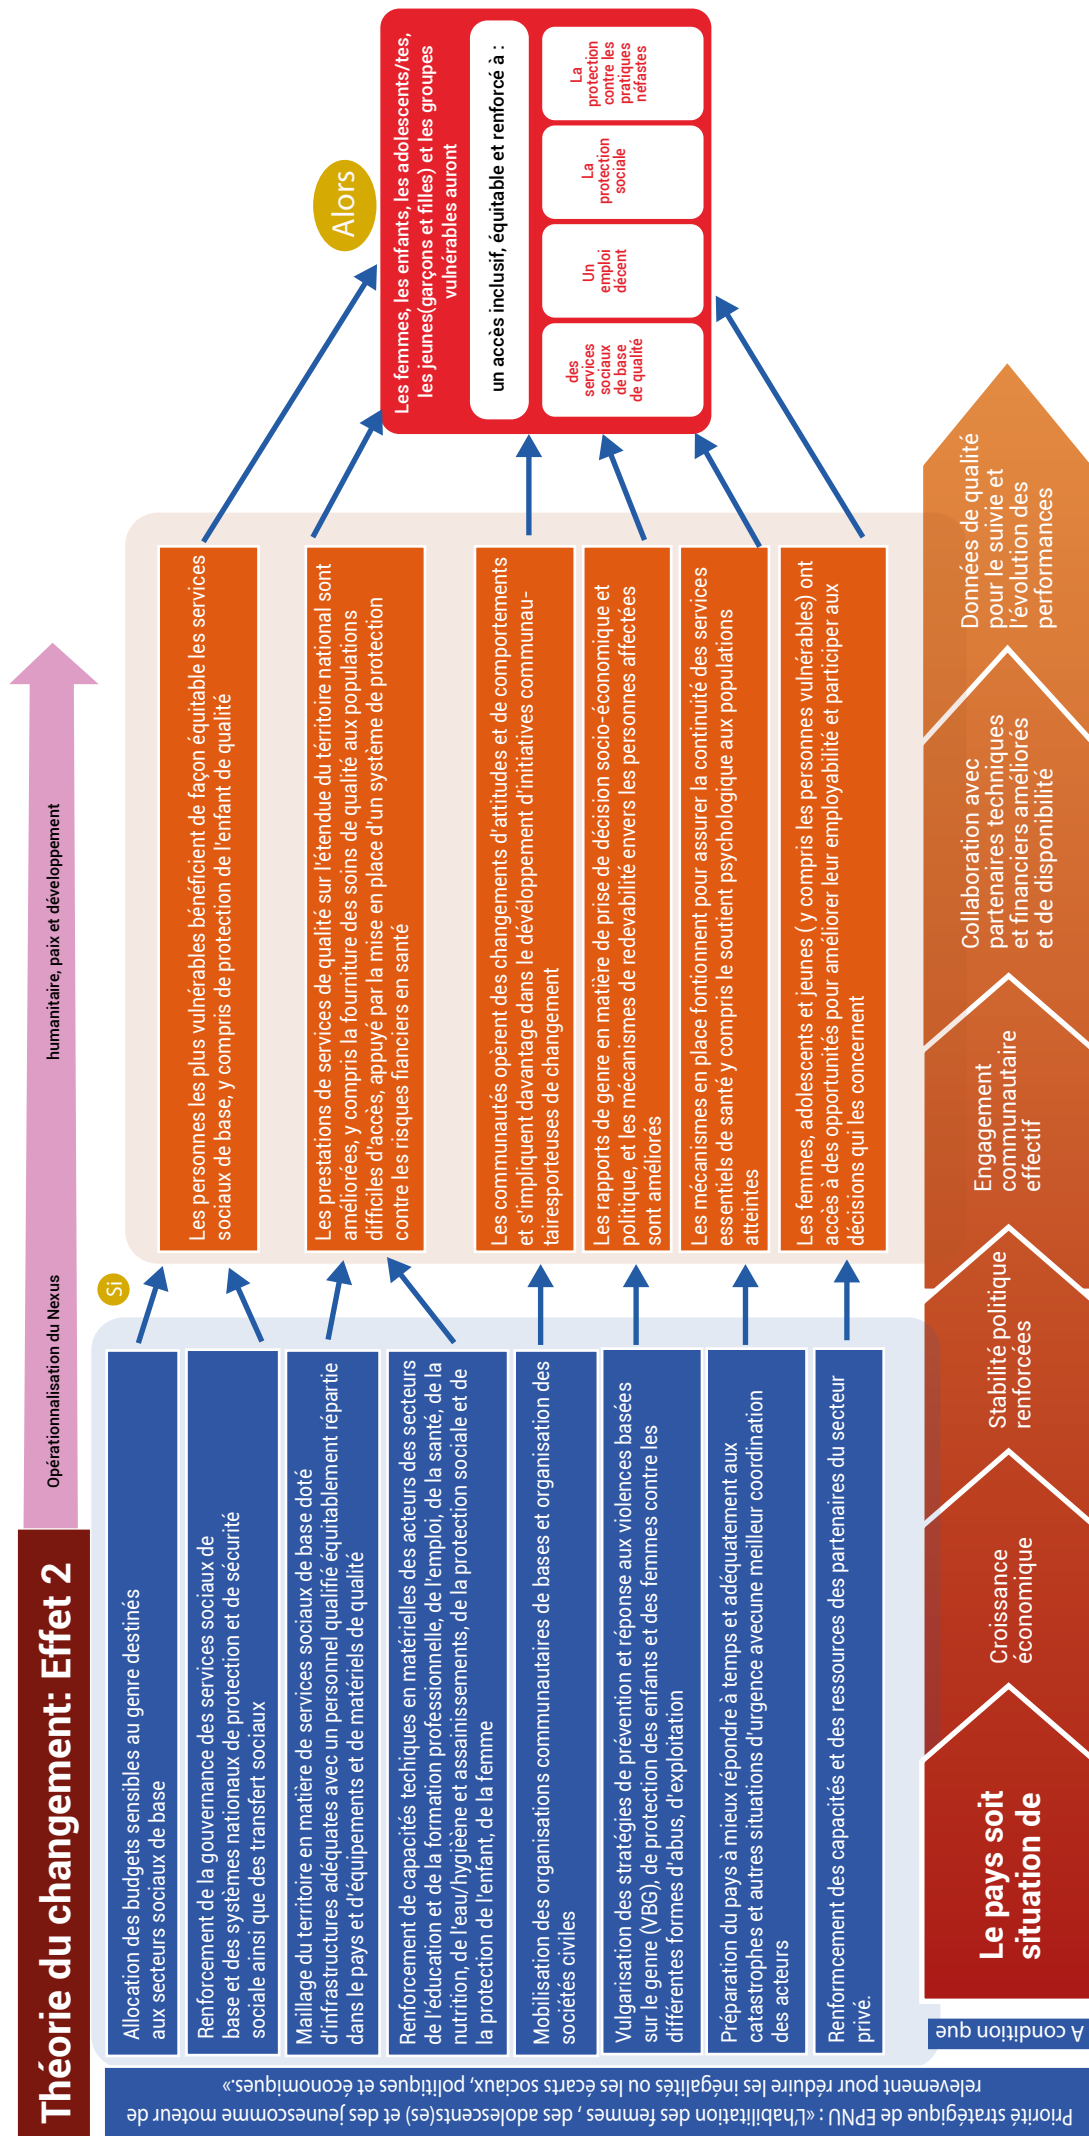 Théorie du changement: Effet 2
Opérationnalisation du Nexus
humanitaire, paix et développement
Priorité stratégique de EPNU : «L'habilitation des femmes , des adolescents(es) et des jeunescomme moteur de
relevement pour réduire les inégalités ou les écarts sociaux, politiques et économiques.»
Allocation des budgets sensibles au genre destinés
aux secteurs sociaux de base
Renforcement de la gouvernance des services sociaux de
base et des systèmes nationaux de protection et de sécurité
sociale ainsi que des transfert sociaux
Maillage du territoire en matière de services sociaux de base doté
d'infrastructures adéquates avec un personnel qualifié équitablement répartie
dans le pays et d'équipements et de matériels de qualité
Renforcement de capacités techiques en matérielles des acteurs des secteurs
de l'éducation et de la formation professionnelle, de l'emploi, de la santé, de la
nutrition, de l'eau/hygièene et assainissements, de la protection sociale et de
la protection de l'enfant, de la femme
Mobilisation des organisations communautaires de bases et organisation des
sociétés civiles
Vulgarisation des stratégies de prévention et réponse aux violences basées
sur le genre (VBG), de protection des enfants et des femmes contre les
différentes formes d'abus, d'exploitation
Préparation du pays à mieux répondre à temps et adéquatement aux
catastrophes et autres situations d'urgence avecune meilleur coordination
des acteurs
Renformcement des capacités et des ressources des partenaires du secteur
privé.
Si
Les personnes les plus vulnérables bénéficient de façon équitable les services
sociaux de base, y compris de protection de l'enfant de qualité
Les prestations de services de qualité sur l'étendue du térritoire national sont
améliorées, y compris la fourniture des soins de qualité aux populations
difficiles d'accès, appuyé par la mise en place d'un système de protection
contre les risques fianciers en santé
Les communautés opèrent des changements d'attitudes et de comportements
et s'impliquent davantage dans le développement d'initiatives communau-
tairesporteuses de changement
Les rapports de genre en matière de prise de décision socio-économique et
politique, et les mécanismes de redevabilité envers les personnes affectées
sont améliorés
Les mécanismes en place fontionnent pour assurer la continuité des services
essentiels de santé y compris le soutient psychologique aux populations
atteintes
Les femmes, adolescents et jeunes ( y compris les personnes vulnérables) ont
accès à des opportunités pour améliorer leur employabilité et participer aux
décisions qui les concernent
Alors
Les femmes, les enfants, les adolescents/tes,
les jeunes(garçons et filles) et les groupes
vulnérables auront
un accès inclusif, équitable et renforcé à :
des
services
sociaux
de base
de qualité
Un
emploi
décent
La
protection
sociale
La
protection
contre les
pratiques
néfastes
A condition que
Le pays soit
situation de
Croissance
économique
Stabilité politique
renforcées
Engagement
communautaire
effectif
Collaboration avec
partenaires techniques
et financiers améliorés
et de disponibilité
Données de qualité
pour le suivie et
l'évolution des
performances